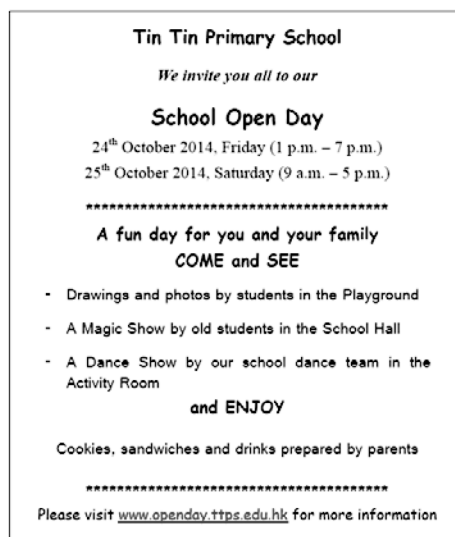 Tin Tin Primary School
We invite you all to our
School Open Day
24th October 2014, Friday (1 p.m. – 7 p.m.)
25th October 2014, Saturday (9 a.m. – 5 p.m.)
****************************************
A fun day for you and your family
COME and SEE
- Drawings and photos by students in the Playground
- A Magic Show by old students in the School Hall
- A Dance Show by our school dance team in the
Activity Room
and ENJOY
Cookies, sandwiches and drinks prepared by parents
****************************************
Please visit www.openday.ttps.edu.hk for more information